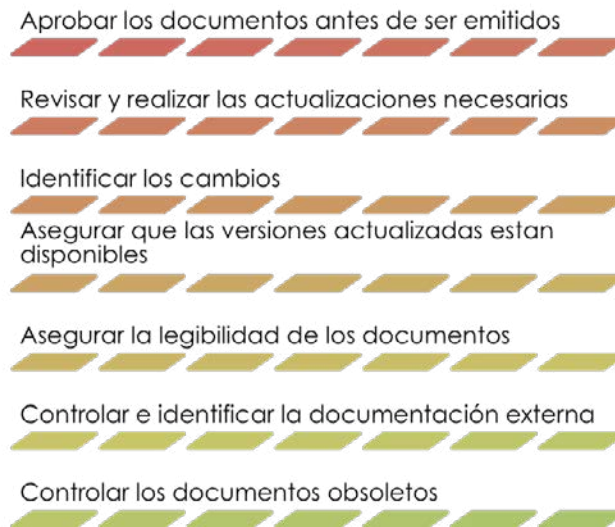 Aprobar los documentos antes de ser emitidos
Revisar y realizar las actualizaciones necesarias
Identificar los cambios
Asegurar que las versiones actualizadas estan
disponibles
Asegurar la legibilidad de los documentos
Controlar e identificar la documentación externa
Controlar los documentos obsoletos